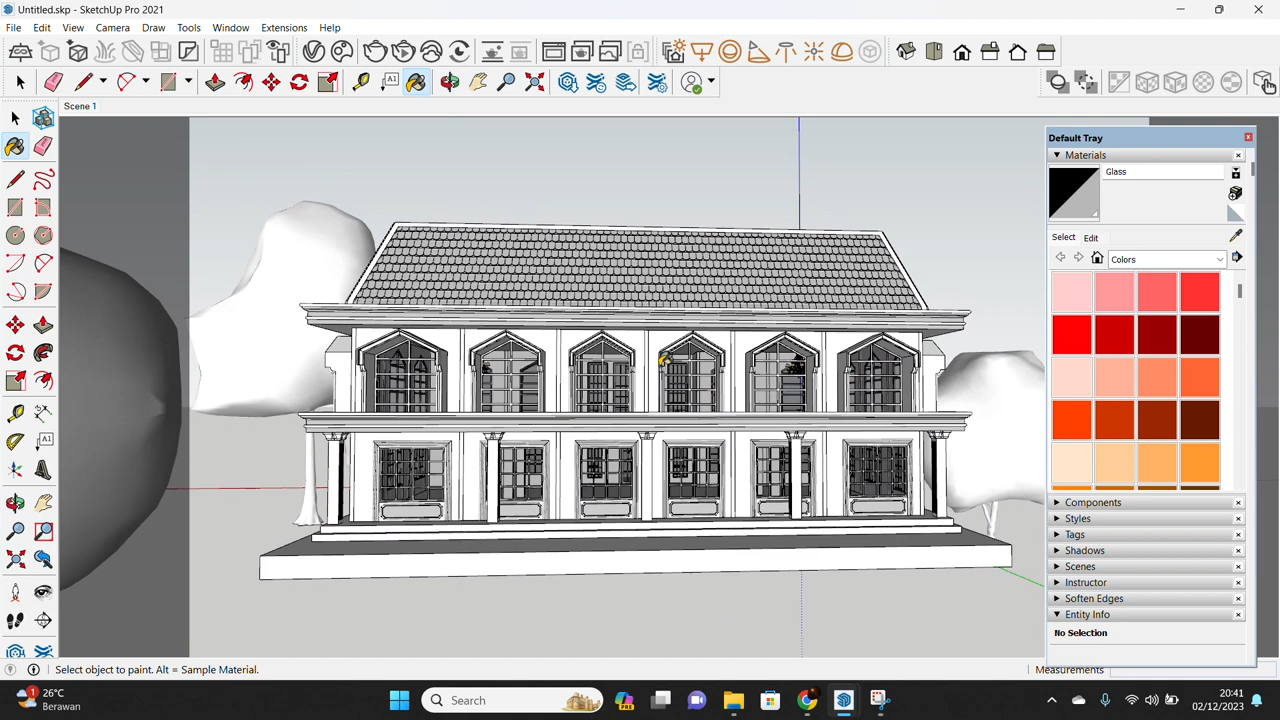 Untitled.skp - SketchUp Pro 2021
File Edit View Camera Draw Tools Window Extensions Help
Scene 1
Default Tray
Materials
Glass
Select Edit
Colors
Components
Styles
Tags
Shadows
Scenes
Instructor
Soften Edges
Entity Info
No Selection
Select object to paint. Alt = Sample Material.
Measurements
1
26°C
Berawan
Search
PRE
20:41
02/12/2023